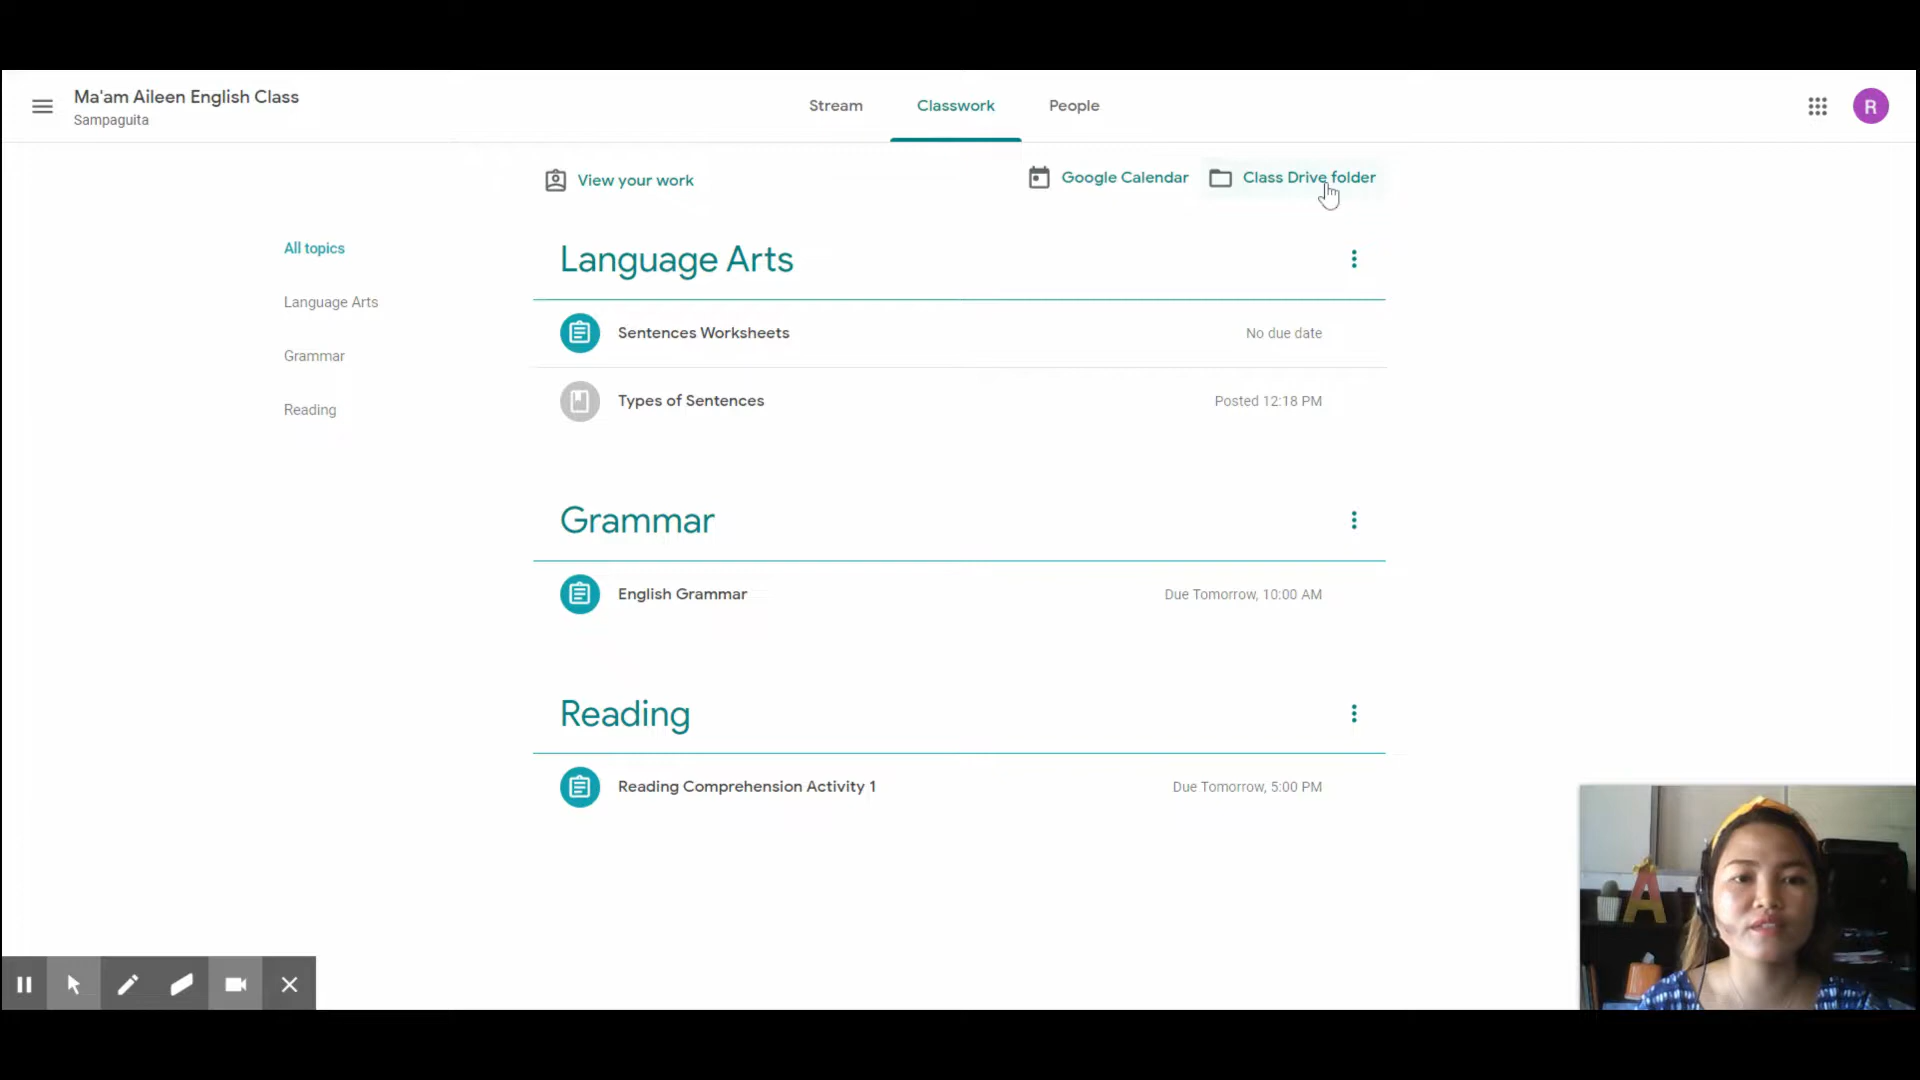 Ma'am Aileen English Class
Sampaguita
Stream
Classwork
People
R
View your work
Google Calendar
Class Drive folder
All topics
Language Arts
Grammar
Reading
Language Arts
Sentences Worksheets
No due date
Types of Sentences
Posted 12:18 PM
Grammar
English Grammar
Due Tomorrow, 10:00 AM
Reading
Reading Comprehension Activity 1
Due Tomorrow, 5:00 PM
A